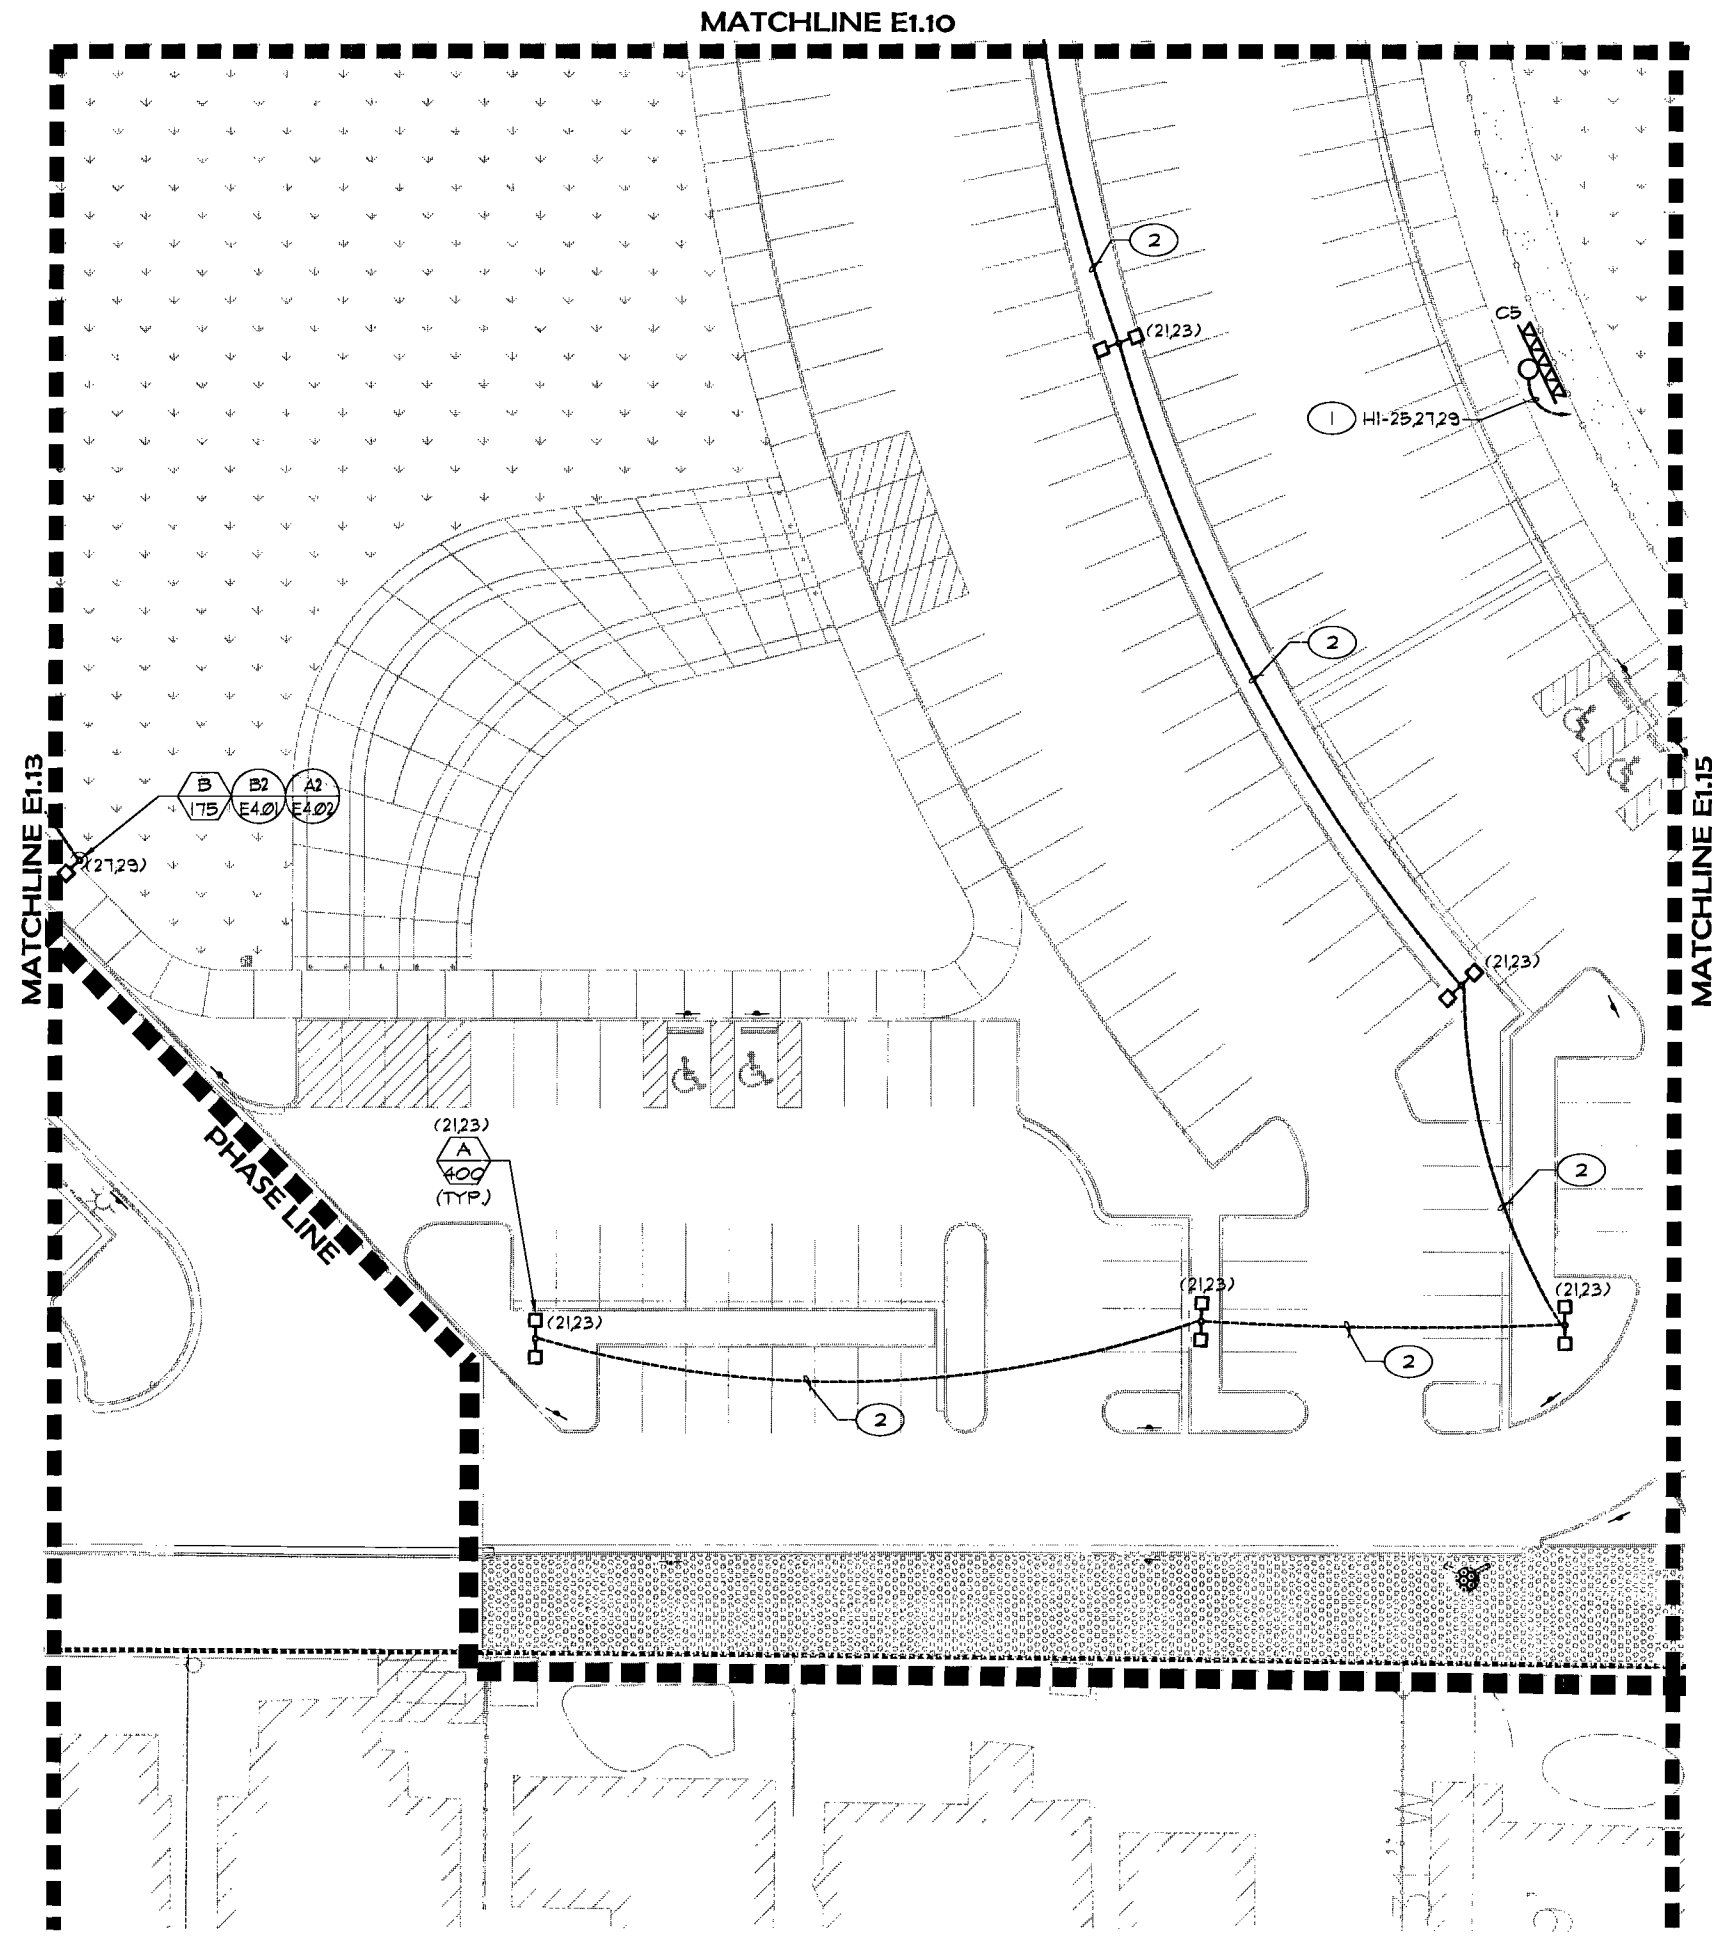 MATCHLINE E1.10
2
(21,23)
C5
1 H1-25,27,29
2
MATCHLINE E1.13
B
175
B2
E4.01
A2
E4.02
(27,29)
MATCHLINE E1.15
(21,23)
PHASE LINE
(21,23)
A
400
(TYP.)
2
(21,23)
(21,23)
(21,23)
2
2